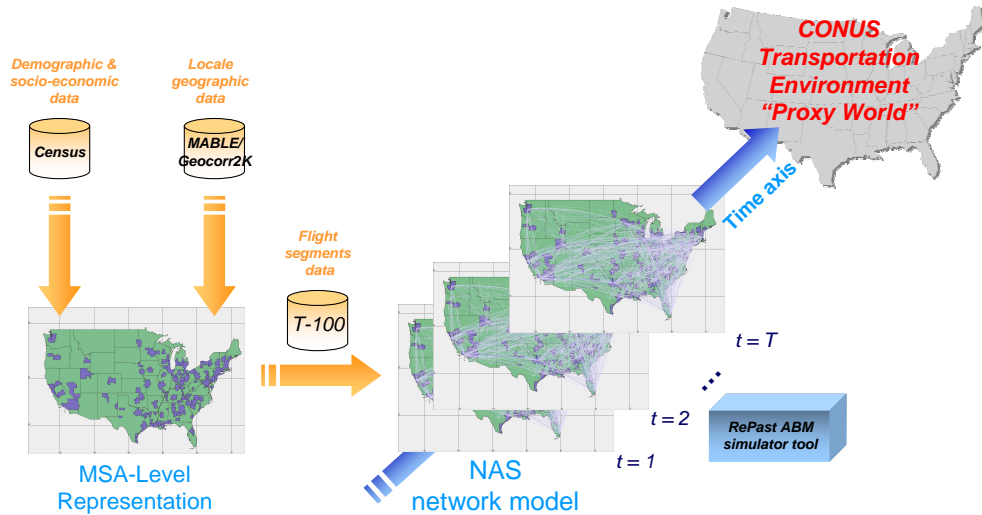 CONUS
Transportation
Environment
“Proxy World”
Demographic &
socio-economic
data
Locale
geographic
data
Census
MABLE/
Geocorr2K
Time axis
Flight
segments
data
T-100
t = T
t = 2
t = 1
...
RePast ABM
simulator tool
MSA-Level
Representation
NAS
network model